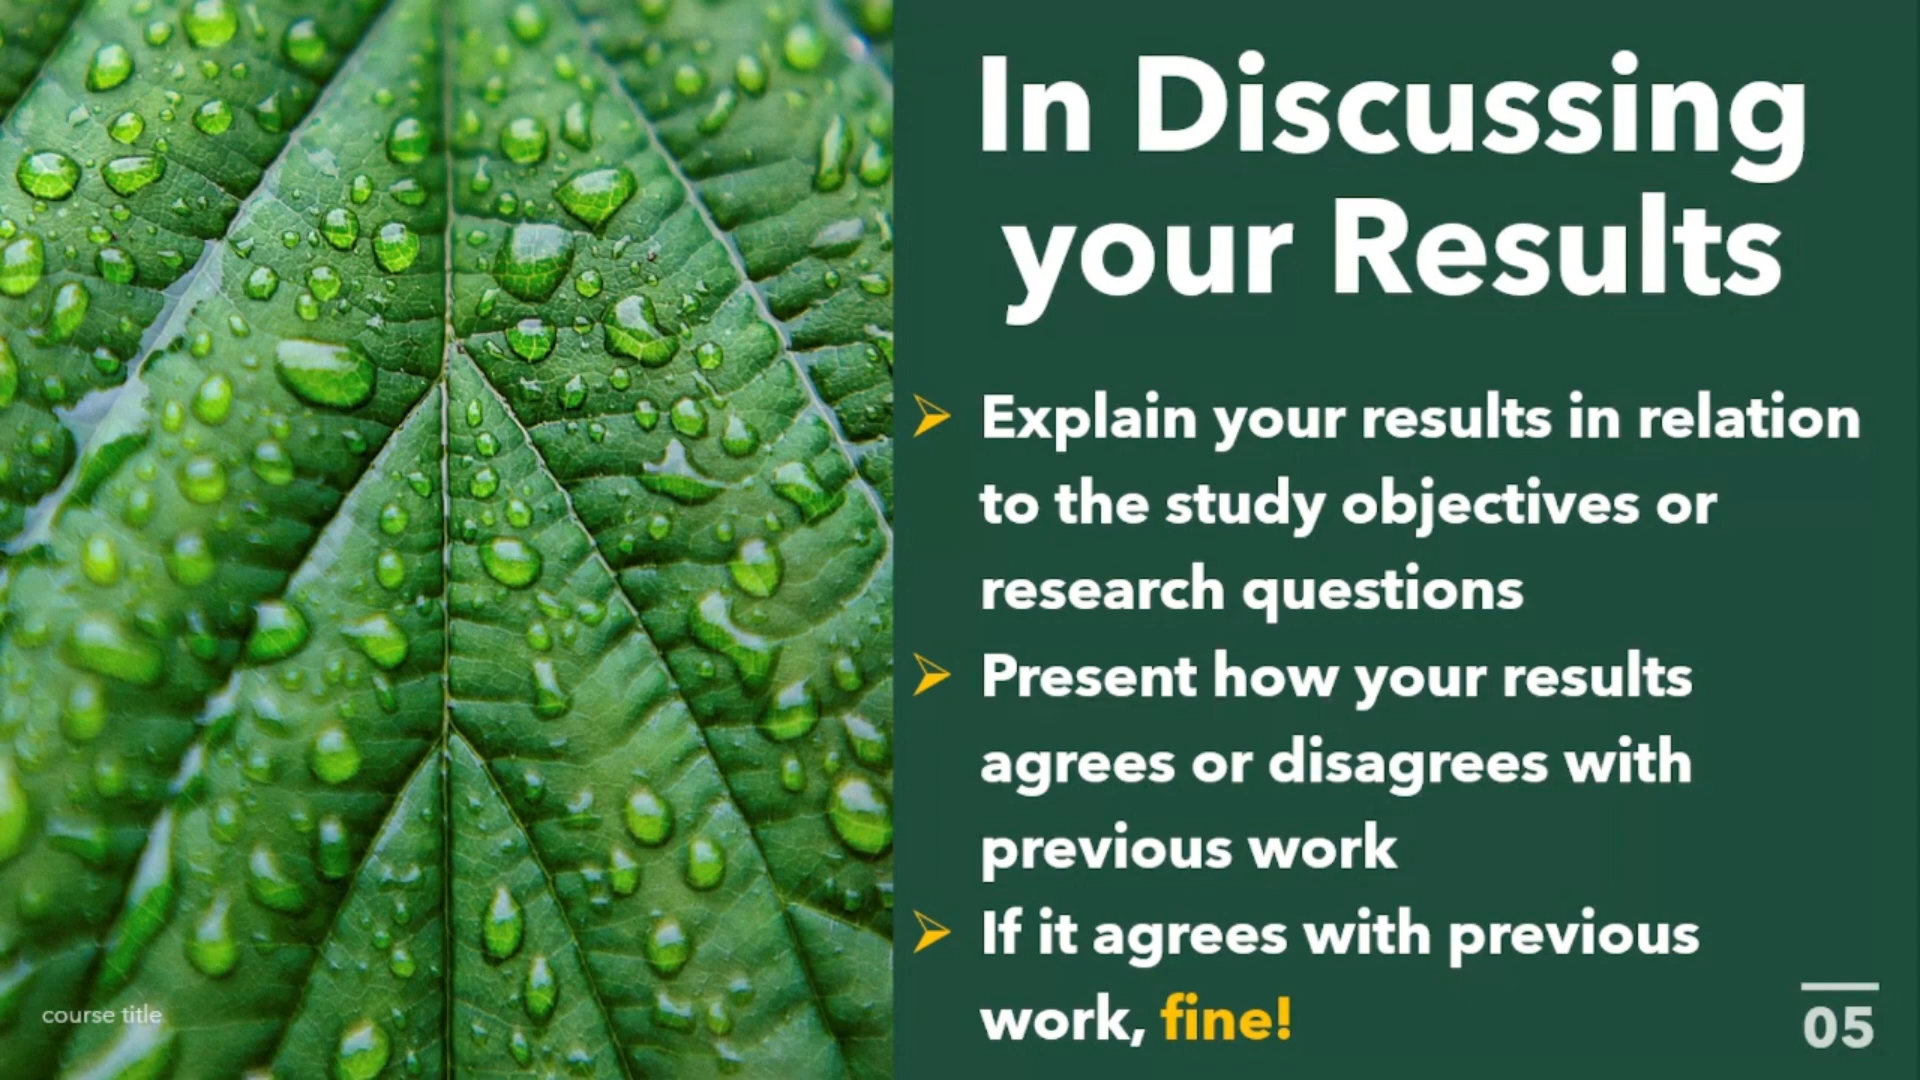 In Discussing
your Results
Explain your results in relation
to the study objectives or
research questions
Present how your results
agrees or disagrees with
previous work
If it agrees with previous
work, fine!
course title
05